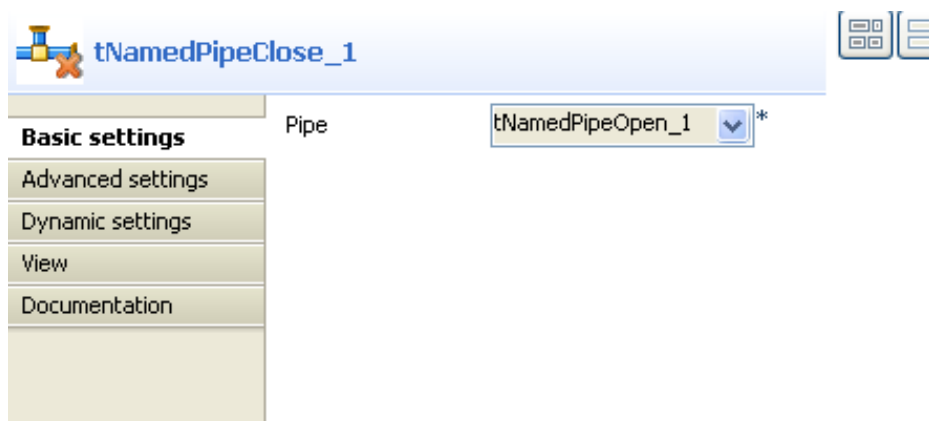 tNamedPipeClose_1
Basic settings
Pipe
tNamedPipeOpen_1 *
Advanced settings
Dynamic settings
View
Documentation